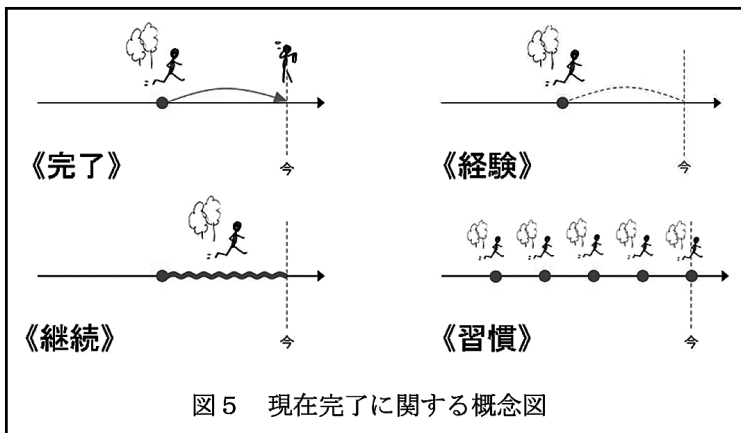 今
《完了》
今
《経験》
今
《継続》
今
《習慣》
図５　現在完了に関する概念図